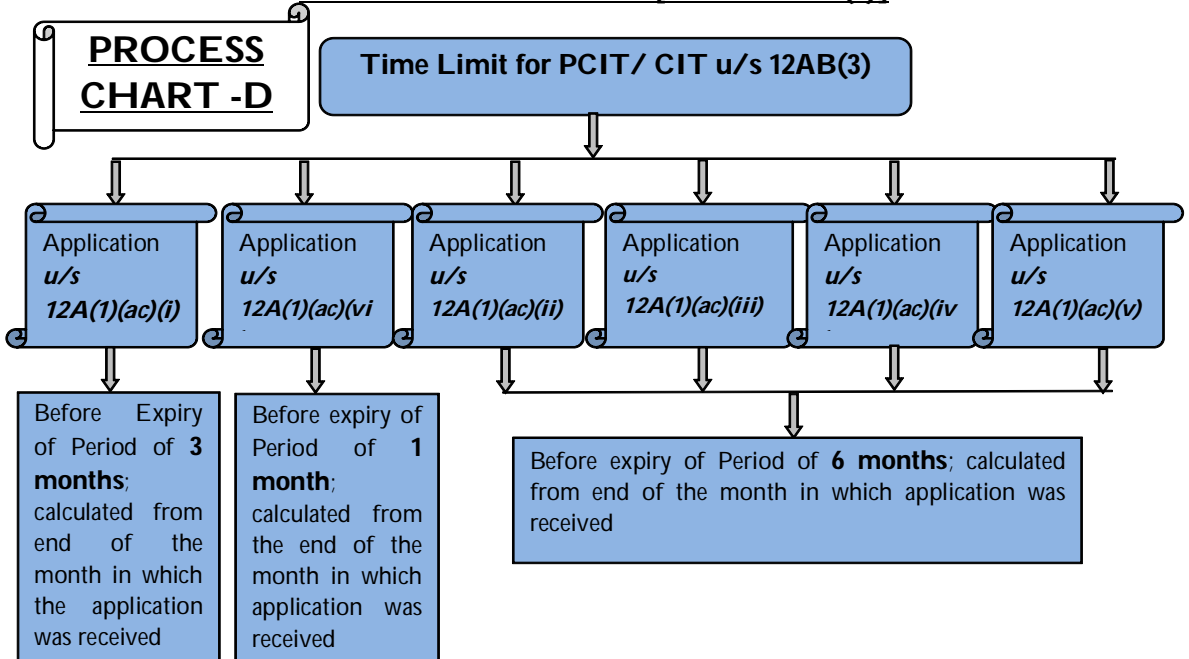 PROCESS
CHART -D
Time Limit for PCIT/ CIT u/s 12AB(3)
Application
u/s
12A(1)(ac)(i)
Application
u/s
12A(1)(ac)(vi
Application
u/s
12A(1)(ac)(ii)
Application
u/s
12A(1)(ac)(iii)
Application
u/s
12A(1)(ac)(iv
Application
u/s
12A(1)(ac)(v)
Before Expiry
of Period of 3
months;
calculated from
end of the
month in which
the application
was received
Before expiry of
Period of 1
month;
calculated from
the end of the
month in which
application was
received
Before expiry of Period of 6 months; calculated
from end of the month in which application was
received